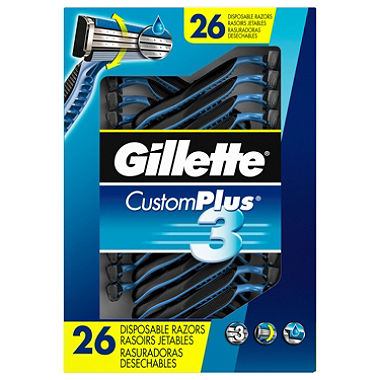 26 DISPOSABLE RAZORS
RASOIRS JETABLES
RASURADORAS
DESECHABLES
Gillette®
CustomPlus®
3
26 DISPOSABLE RAZORS
RASOIRS JETABLES
RASURADORAS
DESECHABLES
3